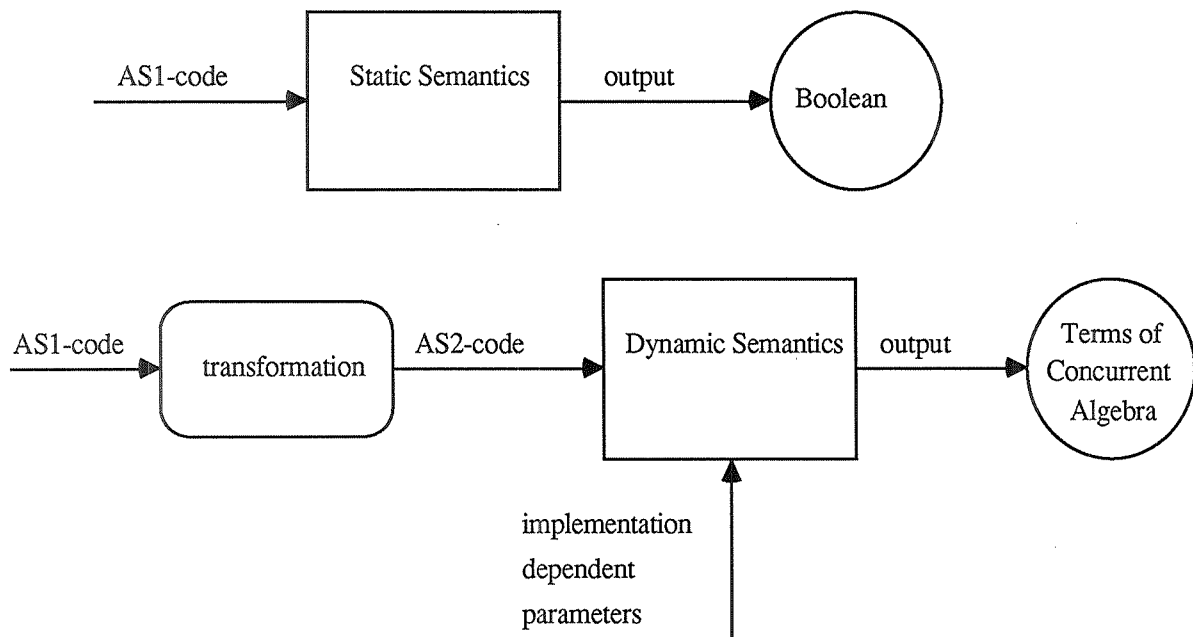 AS1-code
Static Semantics
output
Boolean
AS1-code
transformation
AS2-code
Dynamic Semantics
output
Terms of
Concurrent
Algebra
implementation
dependent
parameters